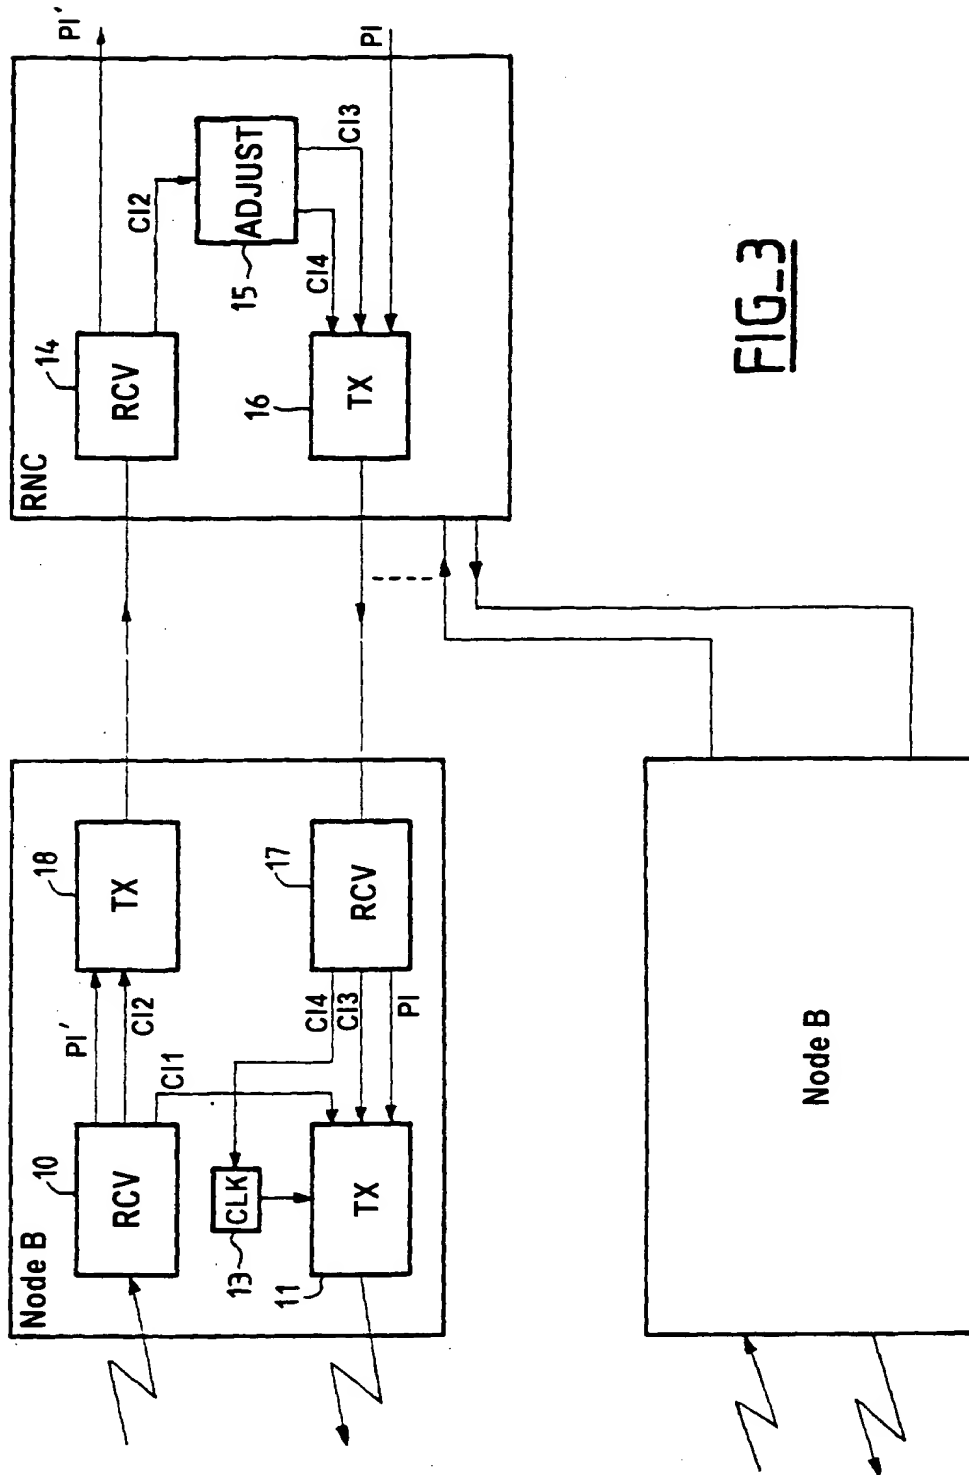 Node B
10
RCV
PI'
CI2
CI1
18
TX
13
CLK
11
TX
CI4
CI3
PI
17
RCV
RNC
14
RCV
PI'
CI2
15
ADJUST
CI4
CI3
16
TX
PI
Node B
FIG_3